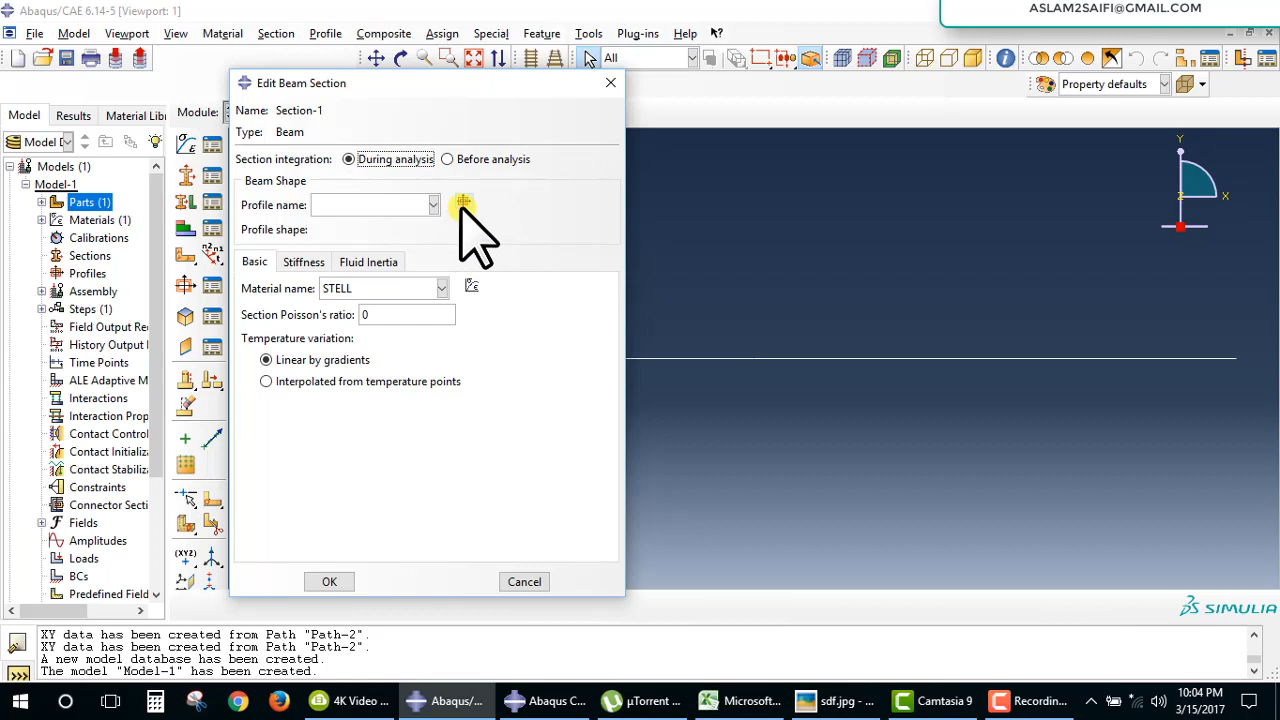 Abaqus/CAE 6.14-5 [Viewport: 1]
ASLAM2SAIFI@GMAIL.COM
File Model Viewport View Material Section Profile Composite Assign Special Feature Tools Plug-ins Help
All
Property defaults
Model Results Material Lib
Module:
Model D
Models (1)
Model-1
Parts (1)
Materials (1)
Calibrations
Sections
Profiles
Assembly
Steps (1)
Field Output Re
History Output
Time Points
ALE Adaptive M
Interactions
Interaction Prop
Contact Control
Contact Initializ
Contact Stabiliz
Constraints
Connector Secti
Fields
Amplitudes
Loads
BCs
Predefined Field
Edit Beam Section
Name: Section-1
Type: Beam
Section integration: During analysis Before analysis
Beam Shape
Profile name:
Profile shape:
Basic Stiffness Fluid Inertia
Material name: STELL
Section Poisson's ratio: 0
Temperature variation:
Linear by gradients
Interpolated from temperature points
OK Cancel
Y
Z X
(XYZ)
SIMULIA
XY data has been created from Path "Path-2".
XY data has been created from Path "Path-2".
A new model database has been created.
The model "Model-1" has been created.
4K Video ... Abaqus/... Abaqus C... µTorrent ... Microsoft... sdf.jpg - ... Camtasia 9 Recordin...
10:04 PM
3/15/2017